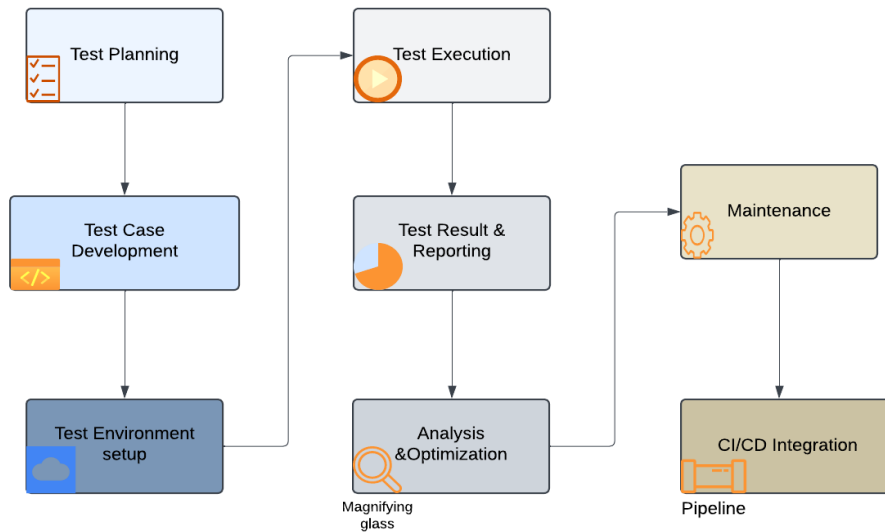 Test Planning
Test Case
Development
</>
Test Environment
setup
Test Execution
Test Result &
Reporting
Analysis
&Optimization
Magnifying
glass
Maintenance
CI/CD Integration
Pipeline